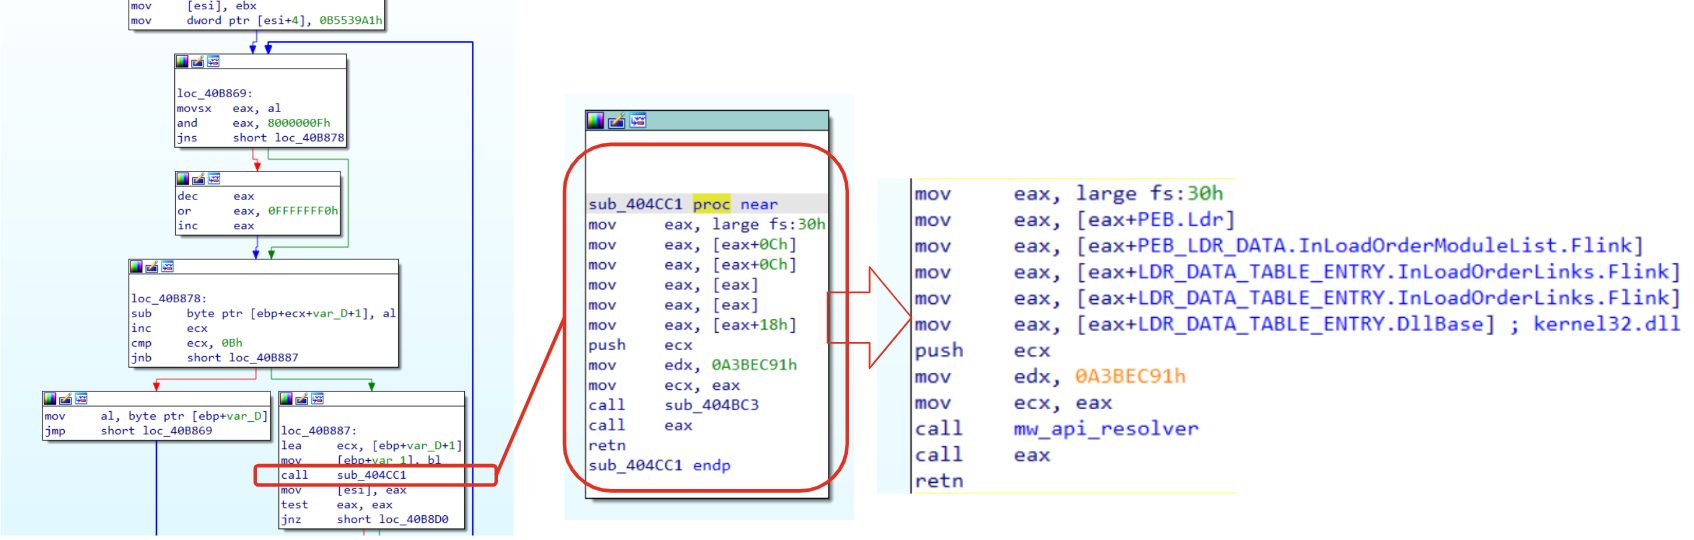 mov [esi], ebx
mov dword ptr [esi+4], 0B5539A1h
loc_40B869:
movsx eax, al
and eax, 8000000Fh
jns short loc_40B878
dec eax
or eax, 0FFFFFFF0h
inc eax
loc_40B878:
sub byte ptr [ebp+ecx+var_D+1], al
inc ecx
cmp ecx, 0Bh
jnb short loc_40B887
mov al, byte ptr [ebp+var_D]
jmp short loc_40B869
loc_40B887:
lea ecx, [ebp+var_D+1]
mov [ebp+var_1], bl
call sub_404CC1
mov [esi], eax
test eax, eax
jnz short loc_40B8D0
sub_404CC1 proc near
mov eax, large fs:30h
mov eax, [eax+0Ch]
mov eax, [eax+0Ch]
mov eax, [eax]
mov eax, [eax]
mov eax, [eax+18h]
push ecx
mov edx, 0A3BEC91h
mov ecx, eax
call sub_404BC3
call eax
retn
sub_404CC1 endp
mov eax, large fs:30h
mov eax, [eax+PEB.Ldr]
mov eax, [eax+PEB_LDR_DATA.InLoadOrderModuleList.Flink]
mov eax, [eax+LDR_DATA_TABLE_ENTRY.InLoadOrderLinks.Flink]
mov eax, [eax+LDR_DATA_TABLE_ENTRY.InLoadOrderLinks.Flink]
mov eax, [eax+LDR_DATA_TABLE_ENTRY.DllBase] ; kernel32.dll
push ecx
mov edx, 0A3BEC91h
mov ecx, eax
call mw_api_resolver
call eax
retn